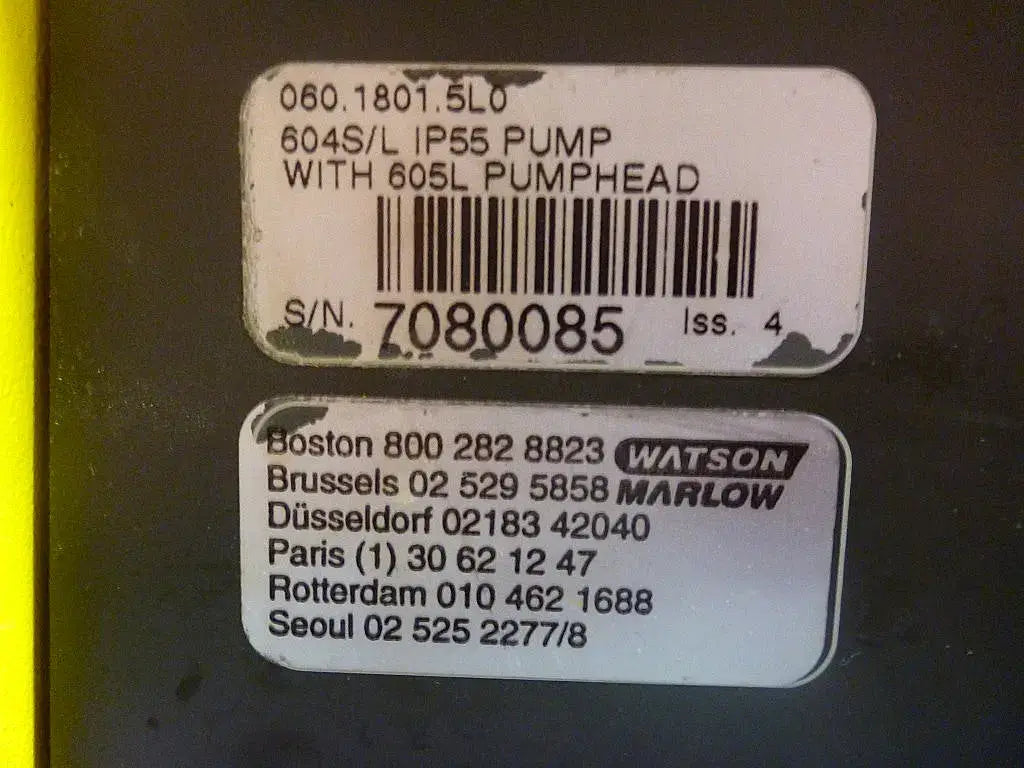 060.1801.5L0
604S/L IP55 PUMP
WITH 605L PUMPHEAD
S/N. 7080085 Iss. 4
Boston 800 282 8823 WATSON
Brussels 02 529 5858 MARLOW
Düsseldorf 02183 42040
Paris (1) 30 62 12 47
Rotterdam 010 462 1688
Seoul 02 525 2277/8